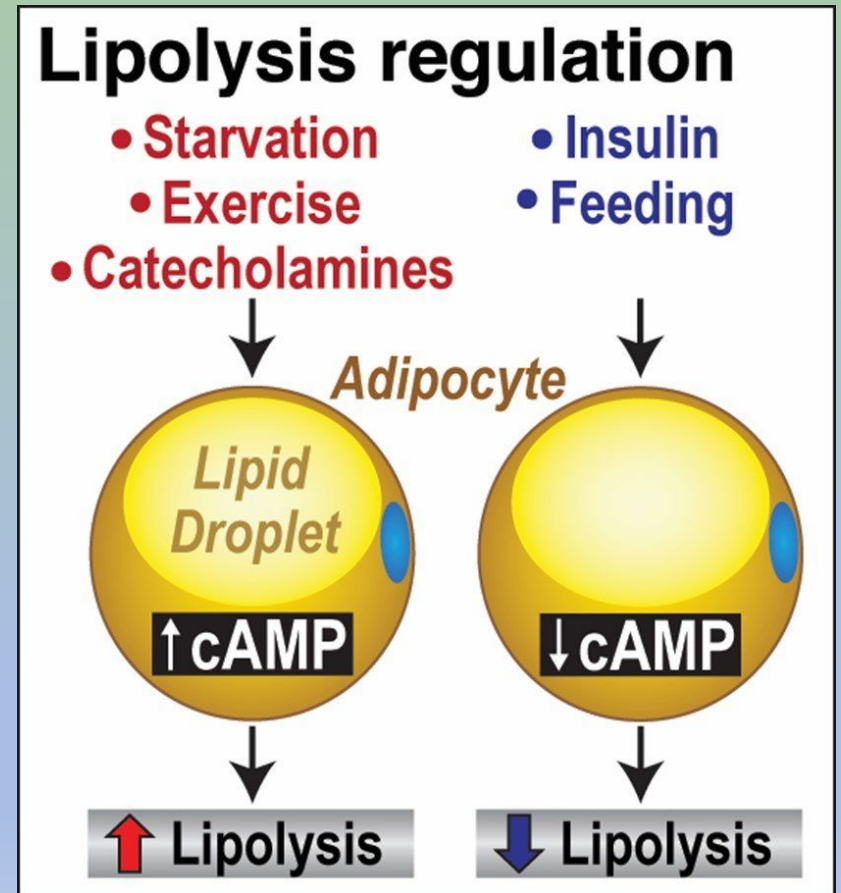 Lipolysis regulation
• Starvation
• Exercise
• Catecholamines
• Insulin
• Feeding
Adipocyte
Lipid
Droplet
↑cAMP
↓cAMP
Lipolysis
Lipolysis